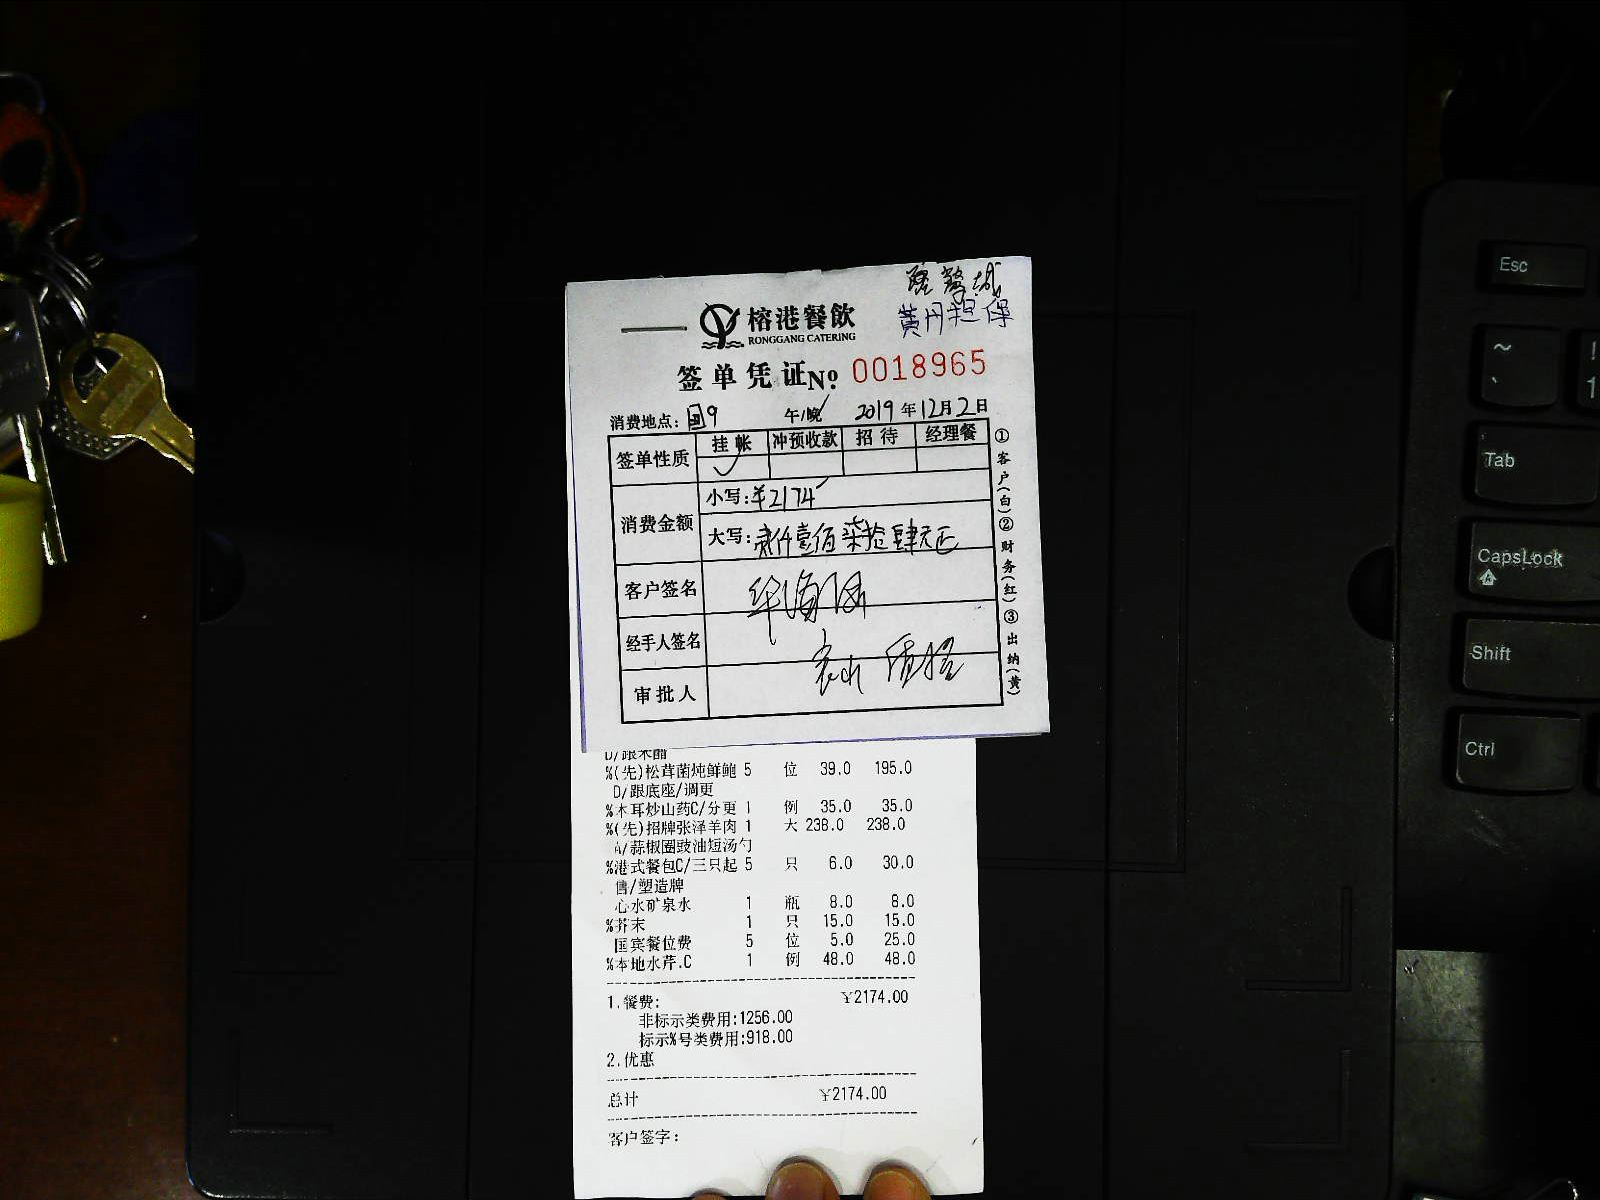 黄丹担保
榕港餐飲
RONGGANG CATERING
签单凭证No 0018965
消费地点:国9 午/晚 2019年12月2日
签单性质 挂帐 冲预收款 招待 经理餐
消费金额 小写:¥2174
大写:贰仟壹佰柒拾肆元正
客户签名
经手人签名
审批人
①客户(白)②财务(红)③出纳(黄)
D/跟米醋
%(先)松茸菌炖鲜鲍 5 位 39.0 195.0
D/跟底座/调更
%木耳炒山药C/分更 1 例 35.0 35.0
%(先)招牌张泽羊肉 1 大 238.0 238.0
A/蒜椒圈豉油短汤勺
%港式餐包C/三只起 5 只 6.0 30.0
售/塑造牌
心水矿泉水 1 瓶 8.0 8.0
%芥末 1 只 15.0 15.0
国宾餐位费 5 位 5.0 25.0
%本地水芹.C 1 例 48.0 48.0
1.餐费: ¥2174.00
非标示类费用:1256.00
标示%号类费用:918.00
2.优惠
总计 ¥2174.00
客户签字:
Esc
~
`
!
1
Tab
CapsLock
A
Shift
Ctrl